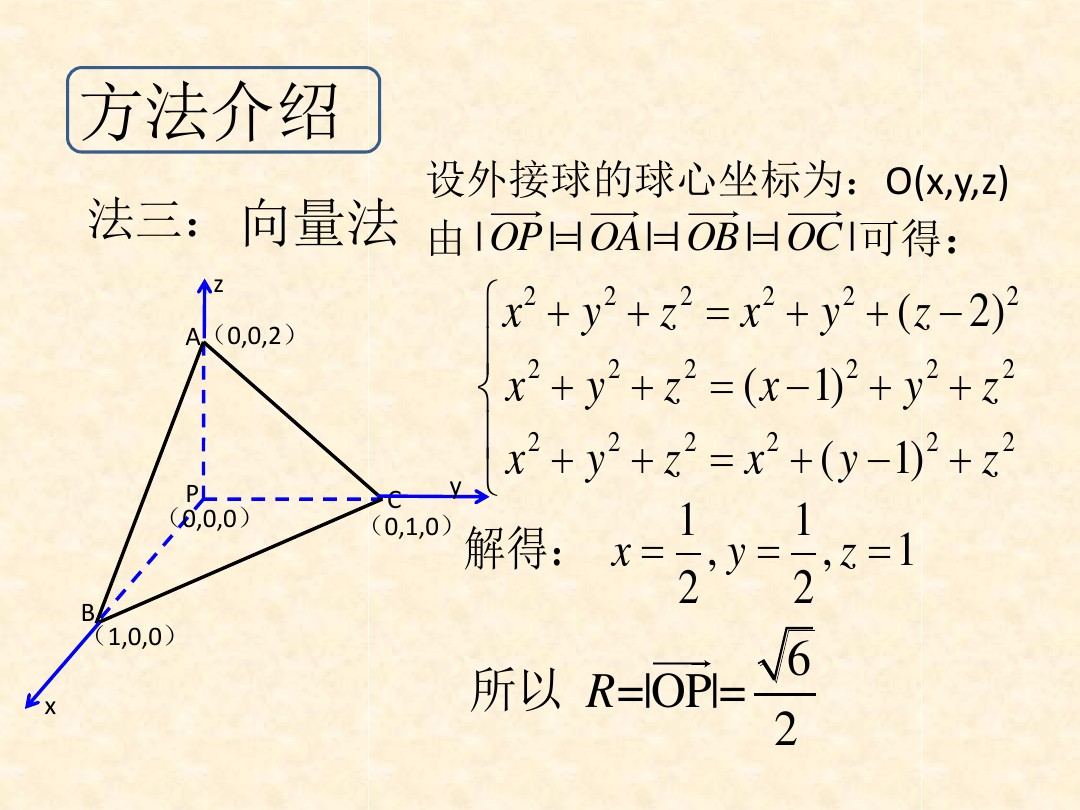 方法介绍
法三： 向量法
设外接球的球心坐标为：O(x,y,z)
由 |OP|=|OA|=|OB|=|OC| 可得：
x² + y² + z² = x² + y² + (z − 2)²
x² + y² + z² = (x − 1)² + y² + z²
x² + y² + z² = x² + (y − 1)² + z²
解得： x = 1/2 , y = 1/2 , z = 1
所以 R=|OP|= √6/2
z
A（0,0,2）
P
（0,0,0）
y
C
（0,1,0）
B
（1,0,0）
x